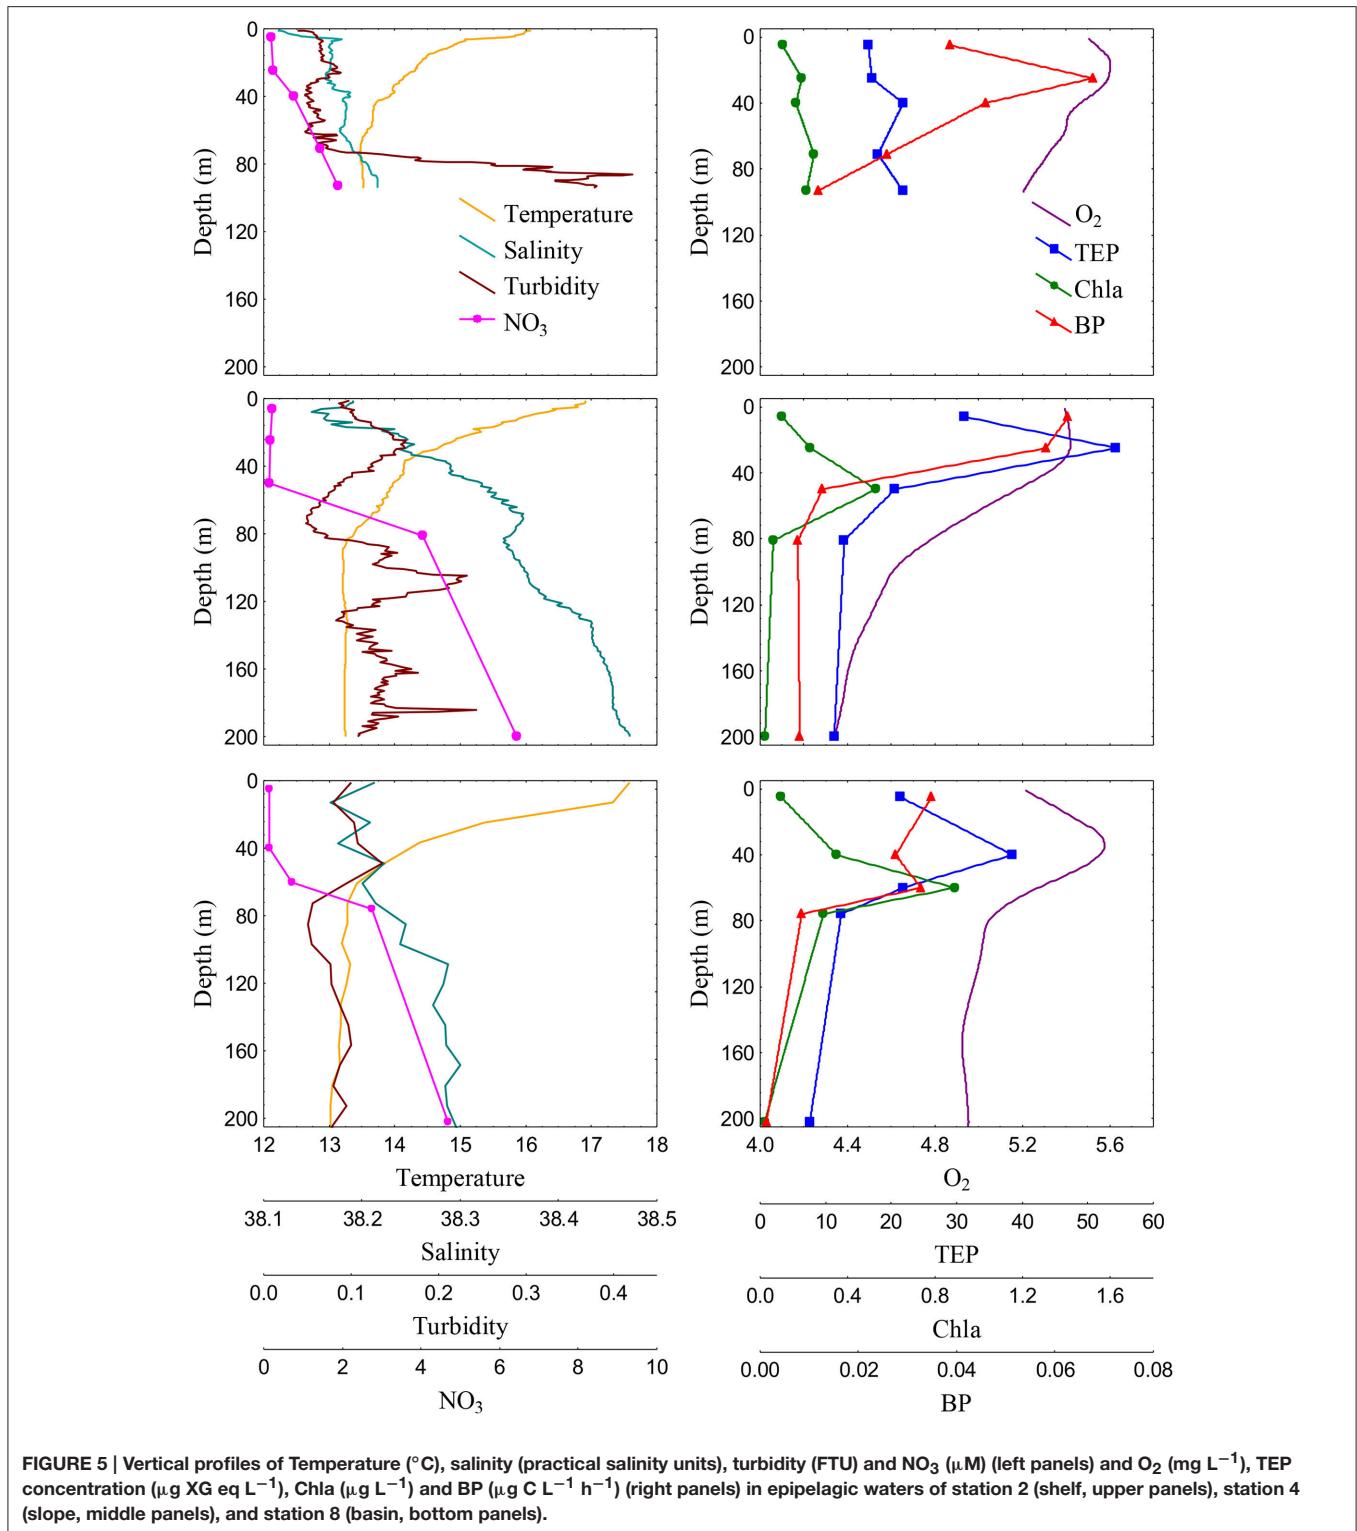 0
40
80
120
160
200
Depth (m)
Temperature
Salinity
Turbidity
NO₃
0
40
80
120
160
200
Depth (m)
O₂
TEP
Chla
BP
0
40
80
120
160
200
Depth (m)
0
40
80
120
160
200
Depth (m)
0
40
80
120
160
200
Depth (m)
12 13 14 15 16 17 18
Temperature
38.1 38.2 38.3 38.4 38.5
Salinity
0.0 0.1 0.2 0.3 0.4
Turbidity
0 2 4 6 8 10
NO₃
0
40
80
120
160
200
Depth (m)
4.0 4.4 4.8 5.2 5.6
O₂
0 10 20 30 40 50 60
TEP
0.0 0.4 0.8 1.2 1.6
Chla
0.00 0.02 0.04 0.06 0.08
BP
FIGURE 5 | Vertical profiles of Temperature (°C), salinity (practical salinity units), turbidity (FTU) and NO₃ (μM) (left panels) and O₂ (mg L⁻¹), TEP
concentration (μg XG eq L⁻¹), Chla (μg L⁻¹) and BP (μg C L⁻¹ h⁻¹) (right panels) in epipelagic waters of station 2 (shelf, upper panels), station 4
(slope, middle panels), and station 8 (basin, bottom panels).